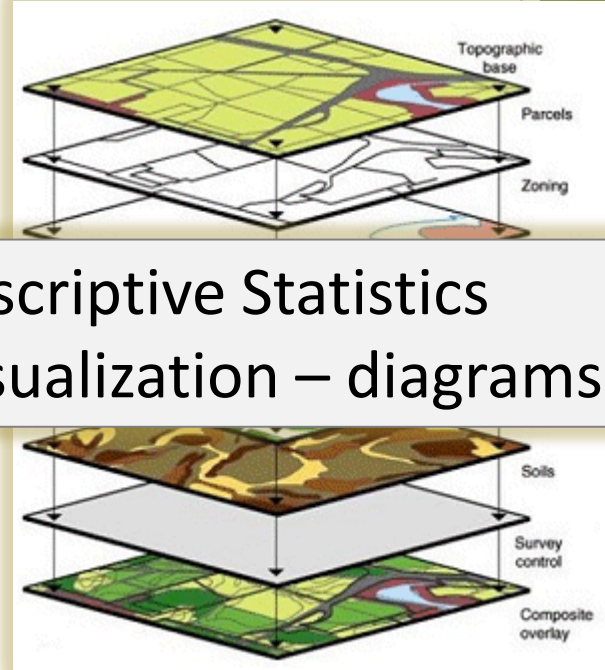 Topographic
base
Parcels
Zoning
scriptive Statistics
sualization – diagrams
Soils
Survey
control
Composite
overlay